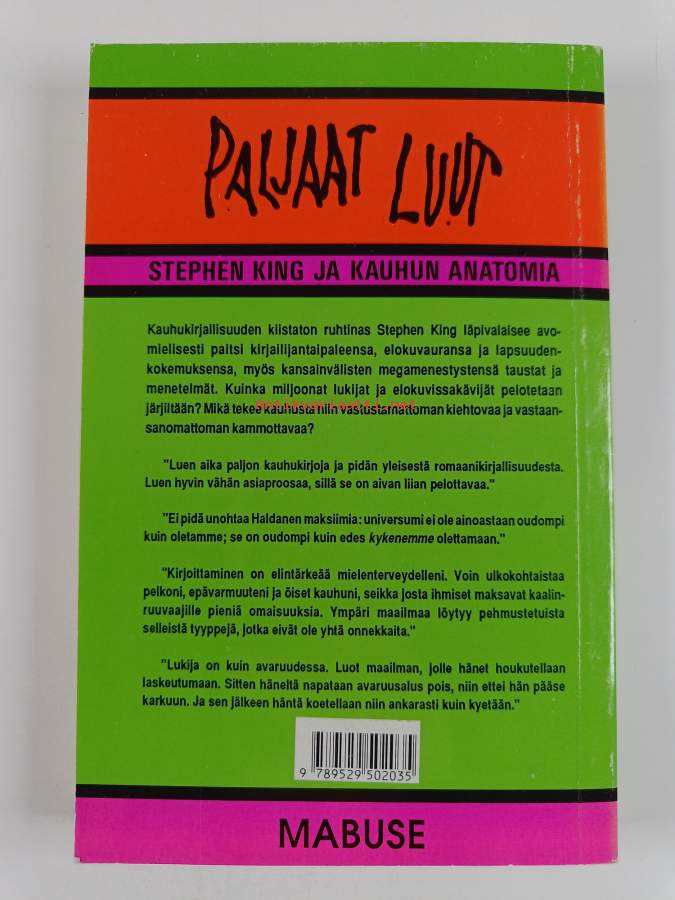 PALJAAT LUUT
STEPHEN KING JA KAUHUN ANATOMIA
Kauhukirjallisuuden kiistaton ruhtinas Stephen King läpivalaisee avo-
mielisesti paitsi kirjailijantaipaleensa, elokuvauransa ja lapsuuden-
kokemuksensa, myös kansainvälisten megamenestystensä taustat ja
menetelmät. Kuinka miljoonat lukijat ja elokuvissakävijät pelotetaan
järjiltään? Mikä tekee kauhusta niin vastustamattoman kiehtovaa ja vastaan-
sanomattoman kammottavaa?
"Luen aika paljon kauhukirjoja ja pidän yleisestä romaanikirjallisuudesta.
Luen hyvin vähän asiaproosaa, sillä se on aivan liian pelottavaa."
"Ei pidä unohtaa Haldanen maksiimia: universumi ei ole ainoastaan oudompi
kuin oletamme; se on oudompi kuin edes kykenemme olettamaan."
"Kirjoittaminen on elintärkeää mielenterveydelleni. Voin ulkokohtaistaa
pelkoni, epävarmuuteni ja öiset kauhuni, seikka josta ihmiset maksavat kaalin-
ruuvaajille pieniä omaisuuksia. Ympäri maailmaa löytyy pehmustetuista
selleistä tyyppejä, jotka eivät ole yhtä onnekkaita."
"Lukija on kuin avaruudessa. Luot maailman, jolle hänet houkutellaan
laskeutumaan. Sitten häneltä napataan avaruusalus pois, niin ettei hän pääse
karkuun. Ja sen jälkeen häntä koetellaan niin ankarasti kuin kyetään."
9 789529 502035
MABUSE